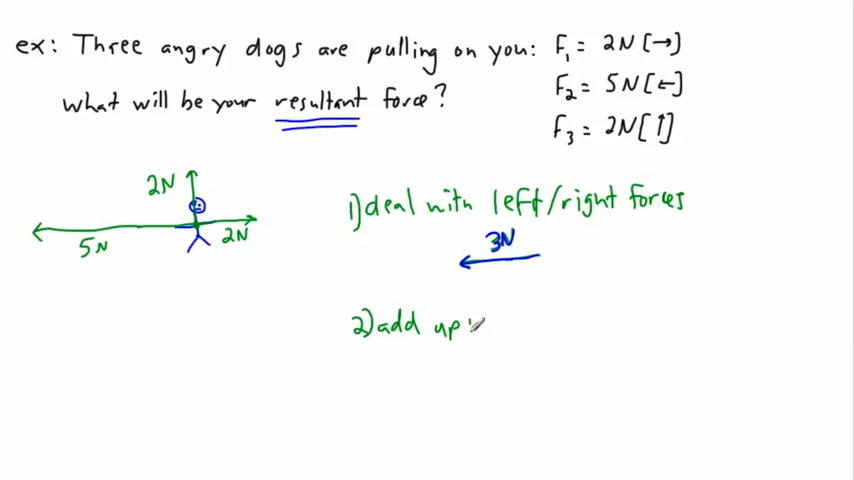 ex: Three angry dogs are pulling on you: F₁ = 2N [→]
what will be your resultant force? F₂ = 5N [←]
F₃ = 2N [↑]
2N
5N
2N
1) deal with left/right forces
3N
2) add up